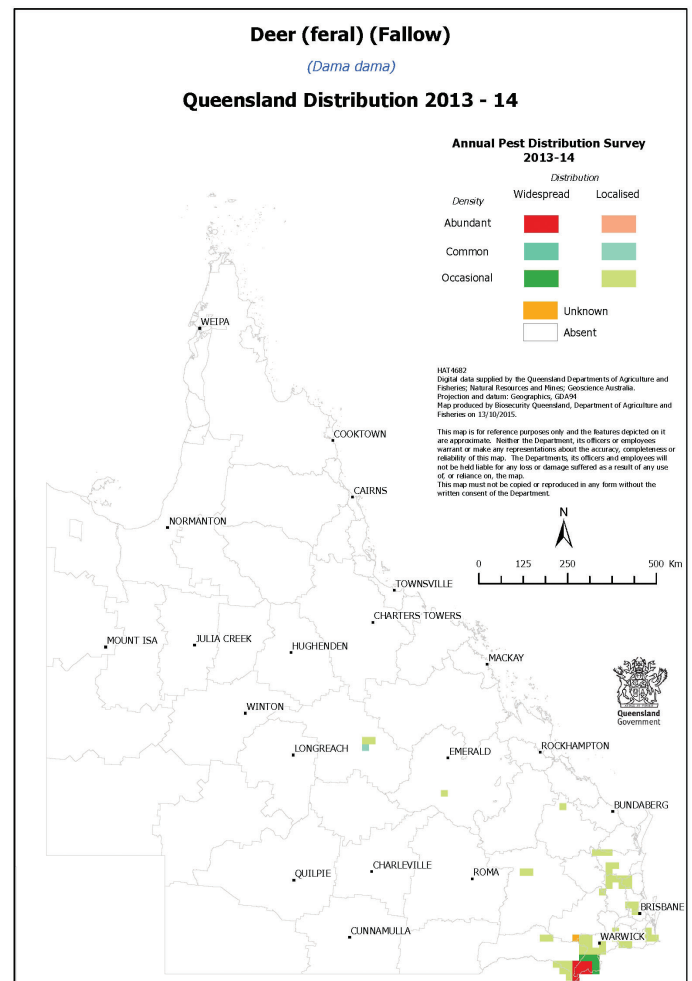 Deer (feral) (Fallow)
(Dama dama)
Queensland Distribution 2013 - 14
Annual Pest Distribution Survey
2013-14
Distribution
Density
Widespread
Localised
Abundant
Common
Occasional
Unknown
Absent
HAT4682
Digital data supplied by the Queensland Departments of Agriculture and
Fisheries; Natural Resources and Mines; Geoscience Australia.
Projection and datum: Geographics, GDA94
Map produced by Biosecurity Queensland, Department of Agriculture and
Fisheries on 13/10/2015.
This map is for reference purposes only and the features depicted on it
are approximate. Neither the Department, its officers or employees
warrant or make any representations about the accuracy, completeness or
reliability of this map. The Departments, its officers and employees will
not be held liable for any loss or damage suffered as a result of any use
of, or reliance on, the map.
This map must not be copied or reproduced in any form without the
written consent of the Department.
N
0 125 250 500 Km
WEIPA
COOKTOWN
CAIRNS
NORMANTON
TOWNSVILLE
CHARTERS TOWERS
MOUNT ISA
JULIA CREEK
HUGHENDEN
MACKAY
Queensland
Government
WINTON
LONGREACH
EMERALD
ROCKHAMPTON
BUNDABERG
QUILPIE
CHARLEVILLE
ROMA
BRISBANE
CUNNAMULLA
WARWICK